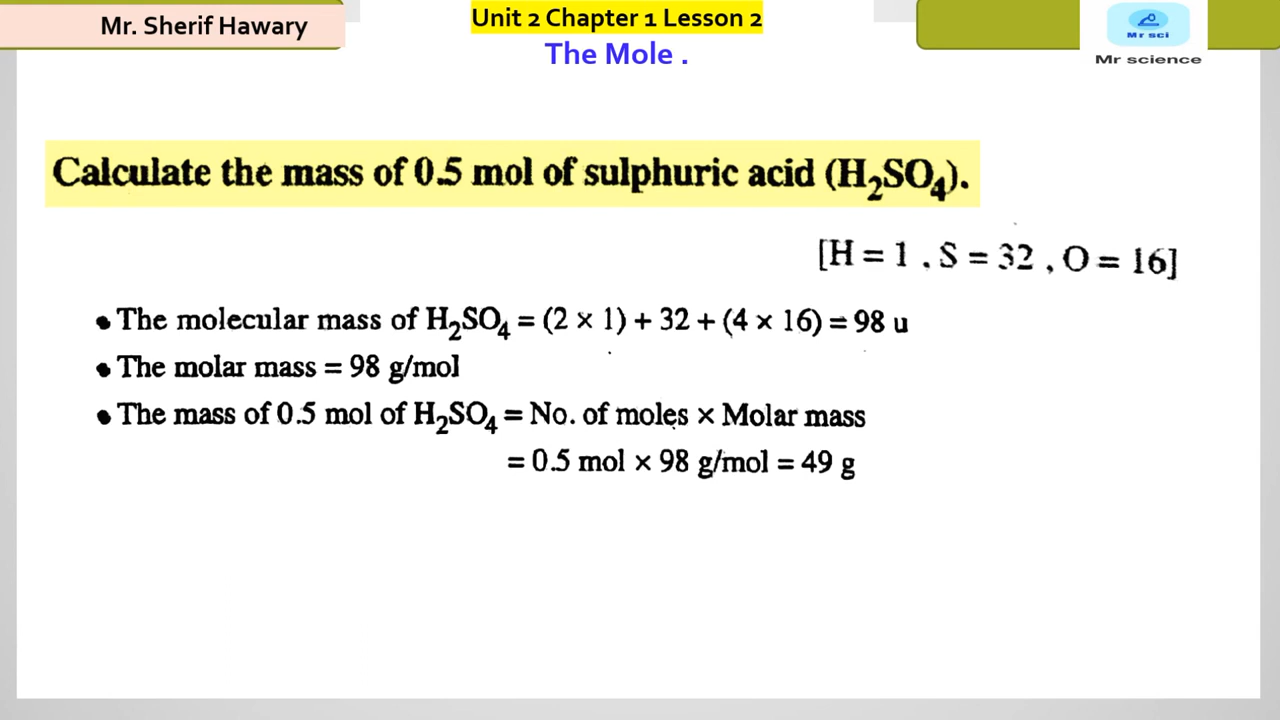 Mr. Sherif Hawary
Unit 2 Chapter 1 Lesson 2
The Mole .
Mr sci
Mr science
Calculate the mass of 0.5 mol of sulphuric acid (H₂SO₄).
[H = 1 , S = 32 , O = 16]
• The molecular mass of H₂SO₄ = (2 × 1) + 32 + (4 × 16) = 98 u
• The molar mass = 98 g/mol
• The mass of 0.5 mol of H₂SO₄ = No. of moles × Molar mass
= 0.5 mol × 98 g/mol = 49 g